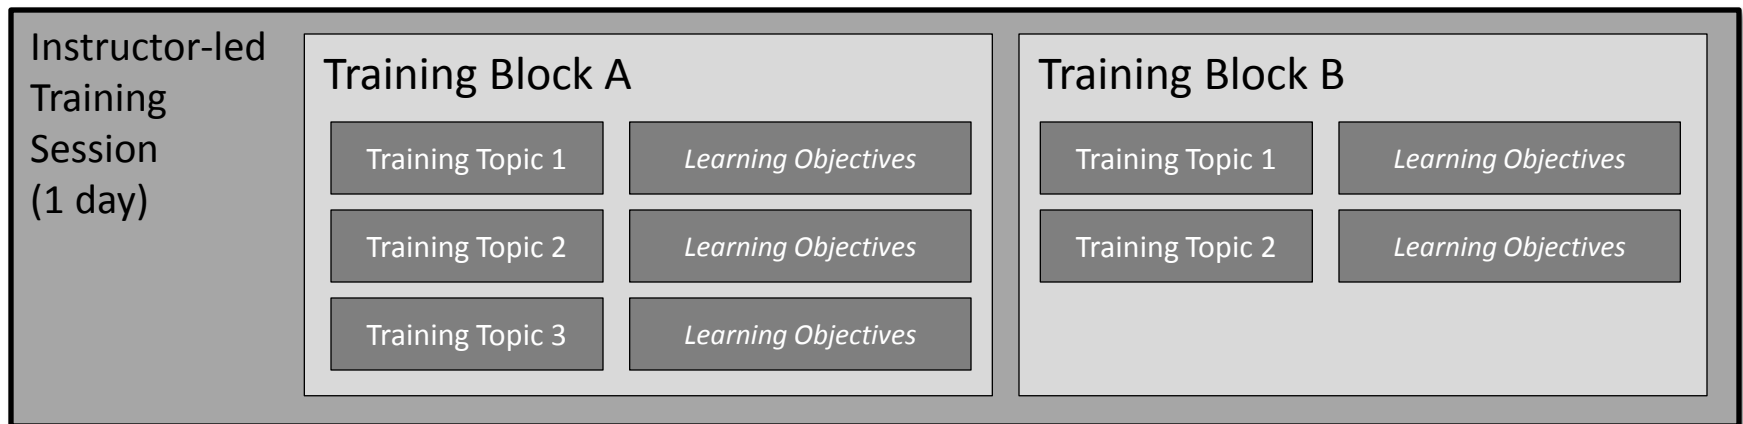 Instructor-led
Training
Session
(1 day)
Training Block A
Training Topic 1
Learning Objectives
Training Topic 2
Learning Objectives
Training Topic 3
Learning Objectives
Training Block B
Training Topic 1
Learning Objectives
Training Topic 2
Learning Objectives